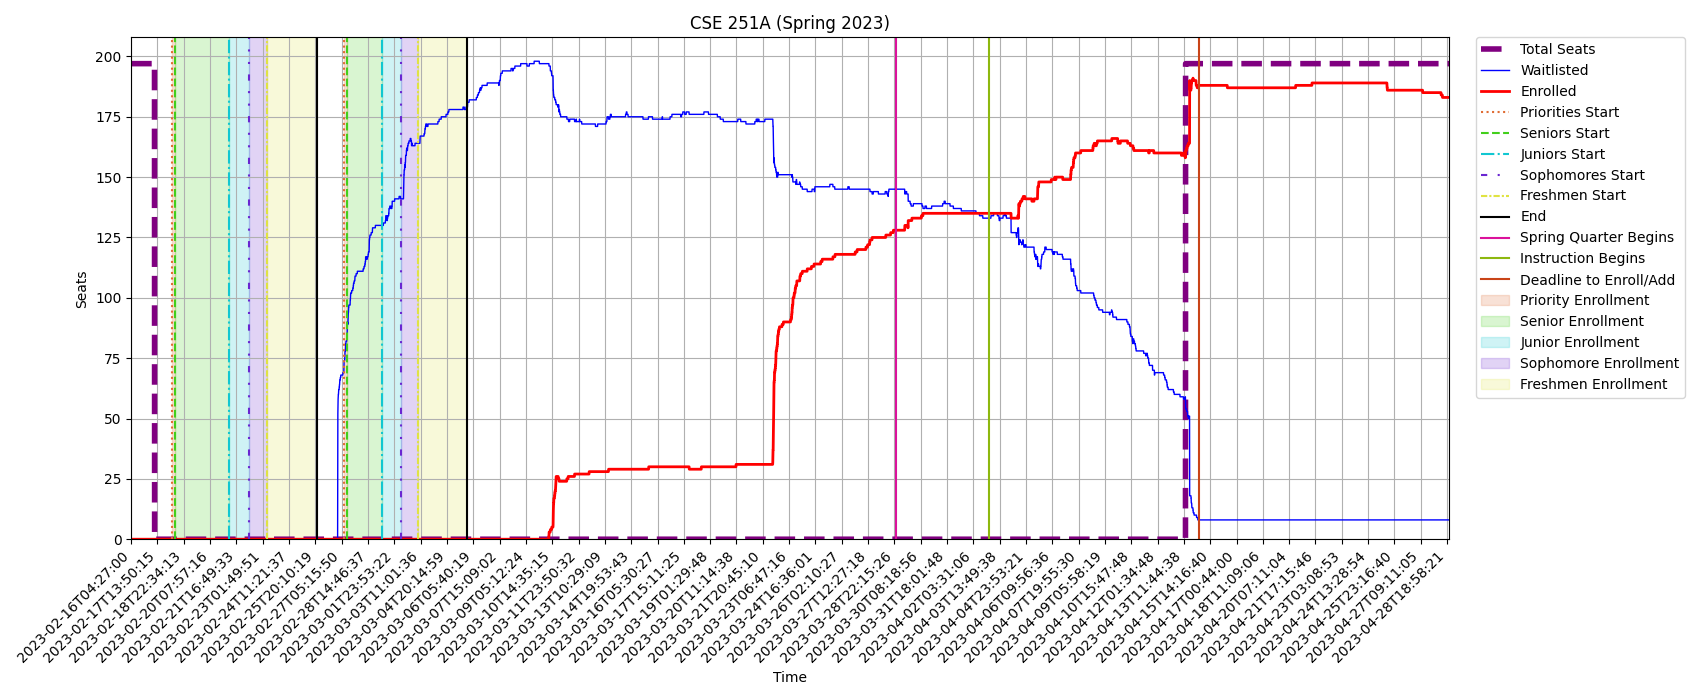 CSE 251A (Spring 2023)
Seats
200
175
150
125
100
75
50
25
0
2023-02-16T04:27:00
2023-02-17T13:50:15
2023-02-18T22:34:13
2023-02-20T07:57:16
2023-02-21T16:49:33
2023-02-23T01:49:51
2023-02-24T11:21:37
2023-02-25T20:10:19
2023-02-27T05:15:50
2023-02-28T14:46:37
2023-03-01T23:53:22
2023-03-03T11:01:36
2023-03-04T20:14:59
2023-03-06T05:40:19
2023-03-07T15:09:02
2023-03-09T05:12:24
2023-03-10T14:35:15
2023-03-11T23:50:32
2023-03-13T10:29:09
2023-03-14T19:53:43
2023-03-16T05:30:27
2023-03-17T15:11:25
2023-03-19T01:29:48
2023-03-20T11:14:38
2023-03-21T20:45:10
2023-03-23T06:47:16
2023-03-24T16:36:01
2023-03-26T02:10:27
2023-03-27T12:27:18
2023-03-28T22:15:26
2023-03-30T08:18:50
2023-03-31T18:01:48
2023-04-02T03:31:06
2023-04-03T13:49:38
2023-04-04T23:53:21
2023-04-06T09:56:36
2023-04-07T19:55:30
2023-04-09T05:58:19
2023-04-10T15:47:48
2023-04-12T01:34:48
2023-04-13T11:44:38
2023-04-15T14:16:40
2023-04-17T00:44:00
2023-04-18T11:09:06
2023-04-20T07:11:04
2023-04-21T17:15:46
2023-04-23T03:08:53
2023-04-24T13:28:54
2023-04-25T23:16:40
2023-04-27T09:11:05
2023-04-28T18:58:21
Time
Total Seats
Waitlisted
Enrolled
Priorities Start
Seniors Start
Juniors Start
Sophomores Start
Freshmen Start
End
Spring Quarter Begins
Instruction Begins
Deadline to Enroll/Add
Priority Enrollment
Senior Enrollment
Junior Enrollment
Sophomore Enrollment
Freshmen Enrollment